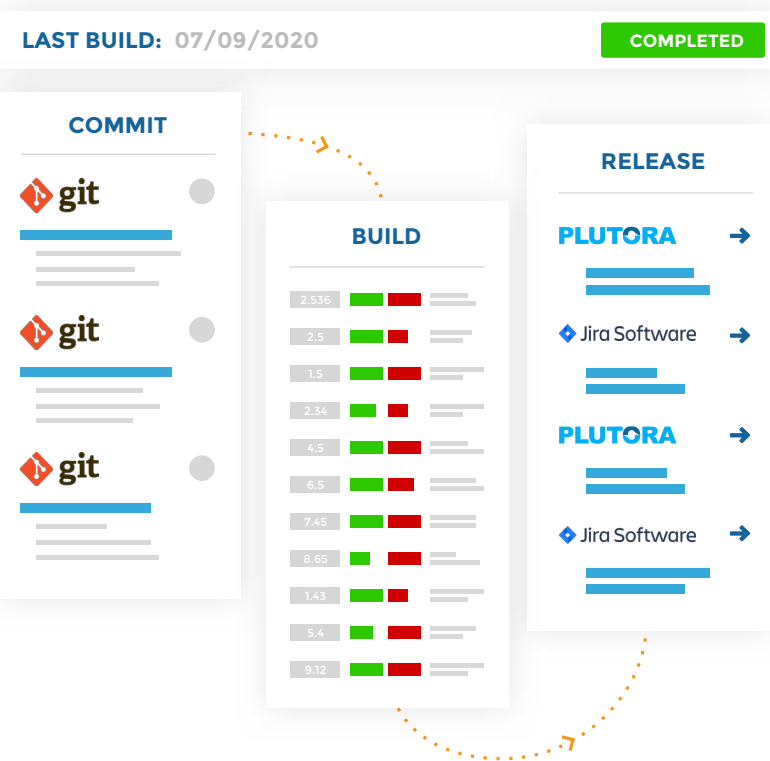 LAST BUILD: 07/09/2020
COMPLETED
COMMIT
git
git
git
BUILD
2.536
2.5
1.5
2.34
4.5
6.5
7.45
8.65
1.43
5.4
9.12
RELEASE
PLUTORA
Jira Software
PLUTORA
Jira Software